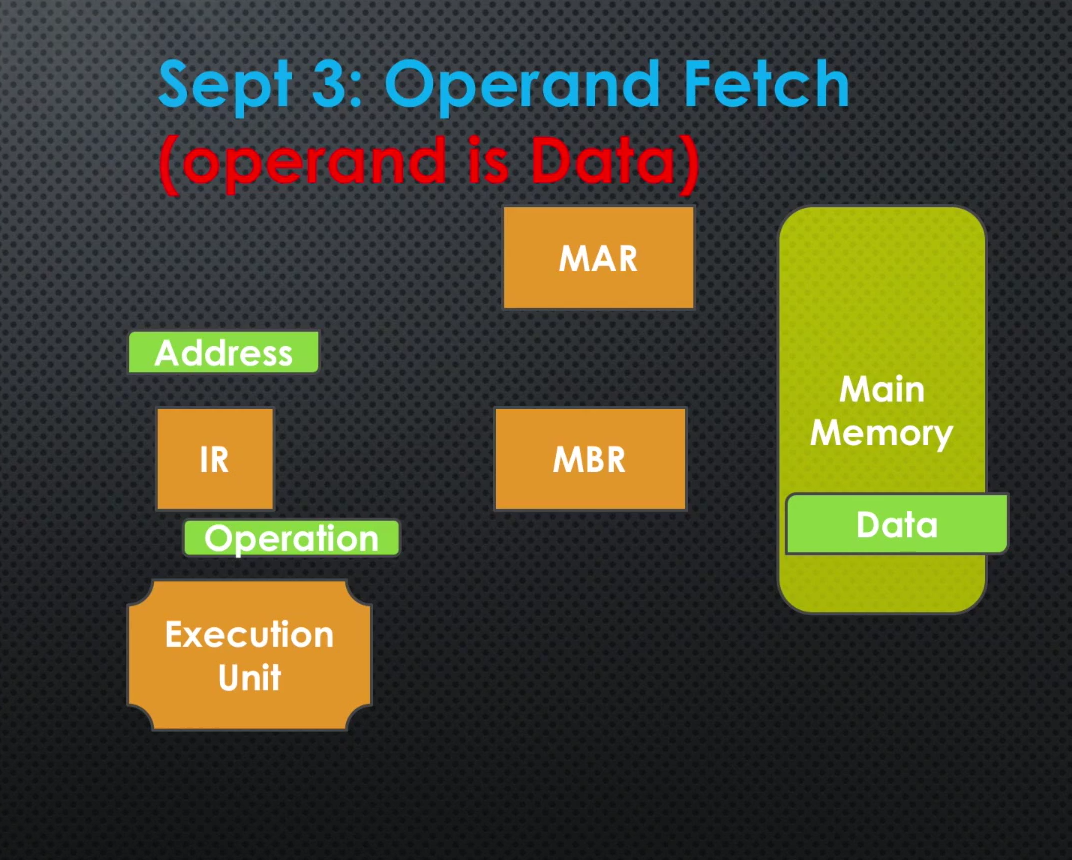 Sept 3: Operand Fetch
(operand is Data)
MAR
Address
Main
Memory
IR
MBR
Data
Operation
Execution
Unit